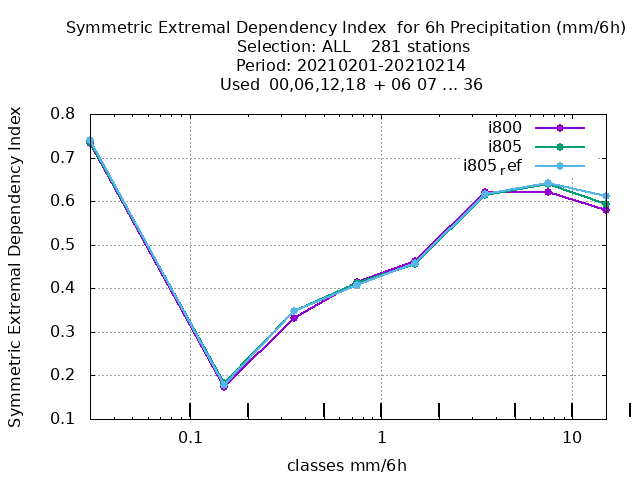 Symmetric Extremal Dependency Index  for 6h Precipitation (mm/6h)
Selection: ALL    281 stations
Period: 20210201-20210214
Used  00,06,12,18  + 06 07 ... 36
Symmetric Extremal Dependency Index
0.8
0.7
0.6
0.5
0.4
0.3
0.2
0.1
i800
i805
i805ref
0.1
1
10
classes mm/6h